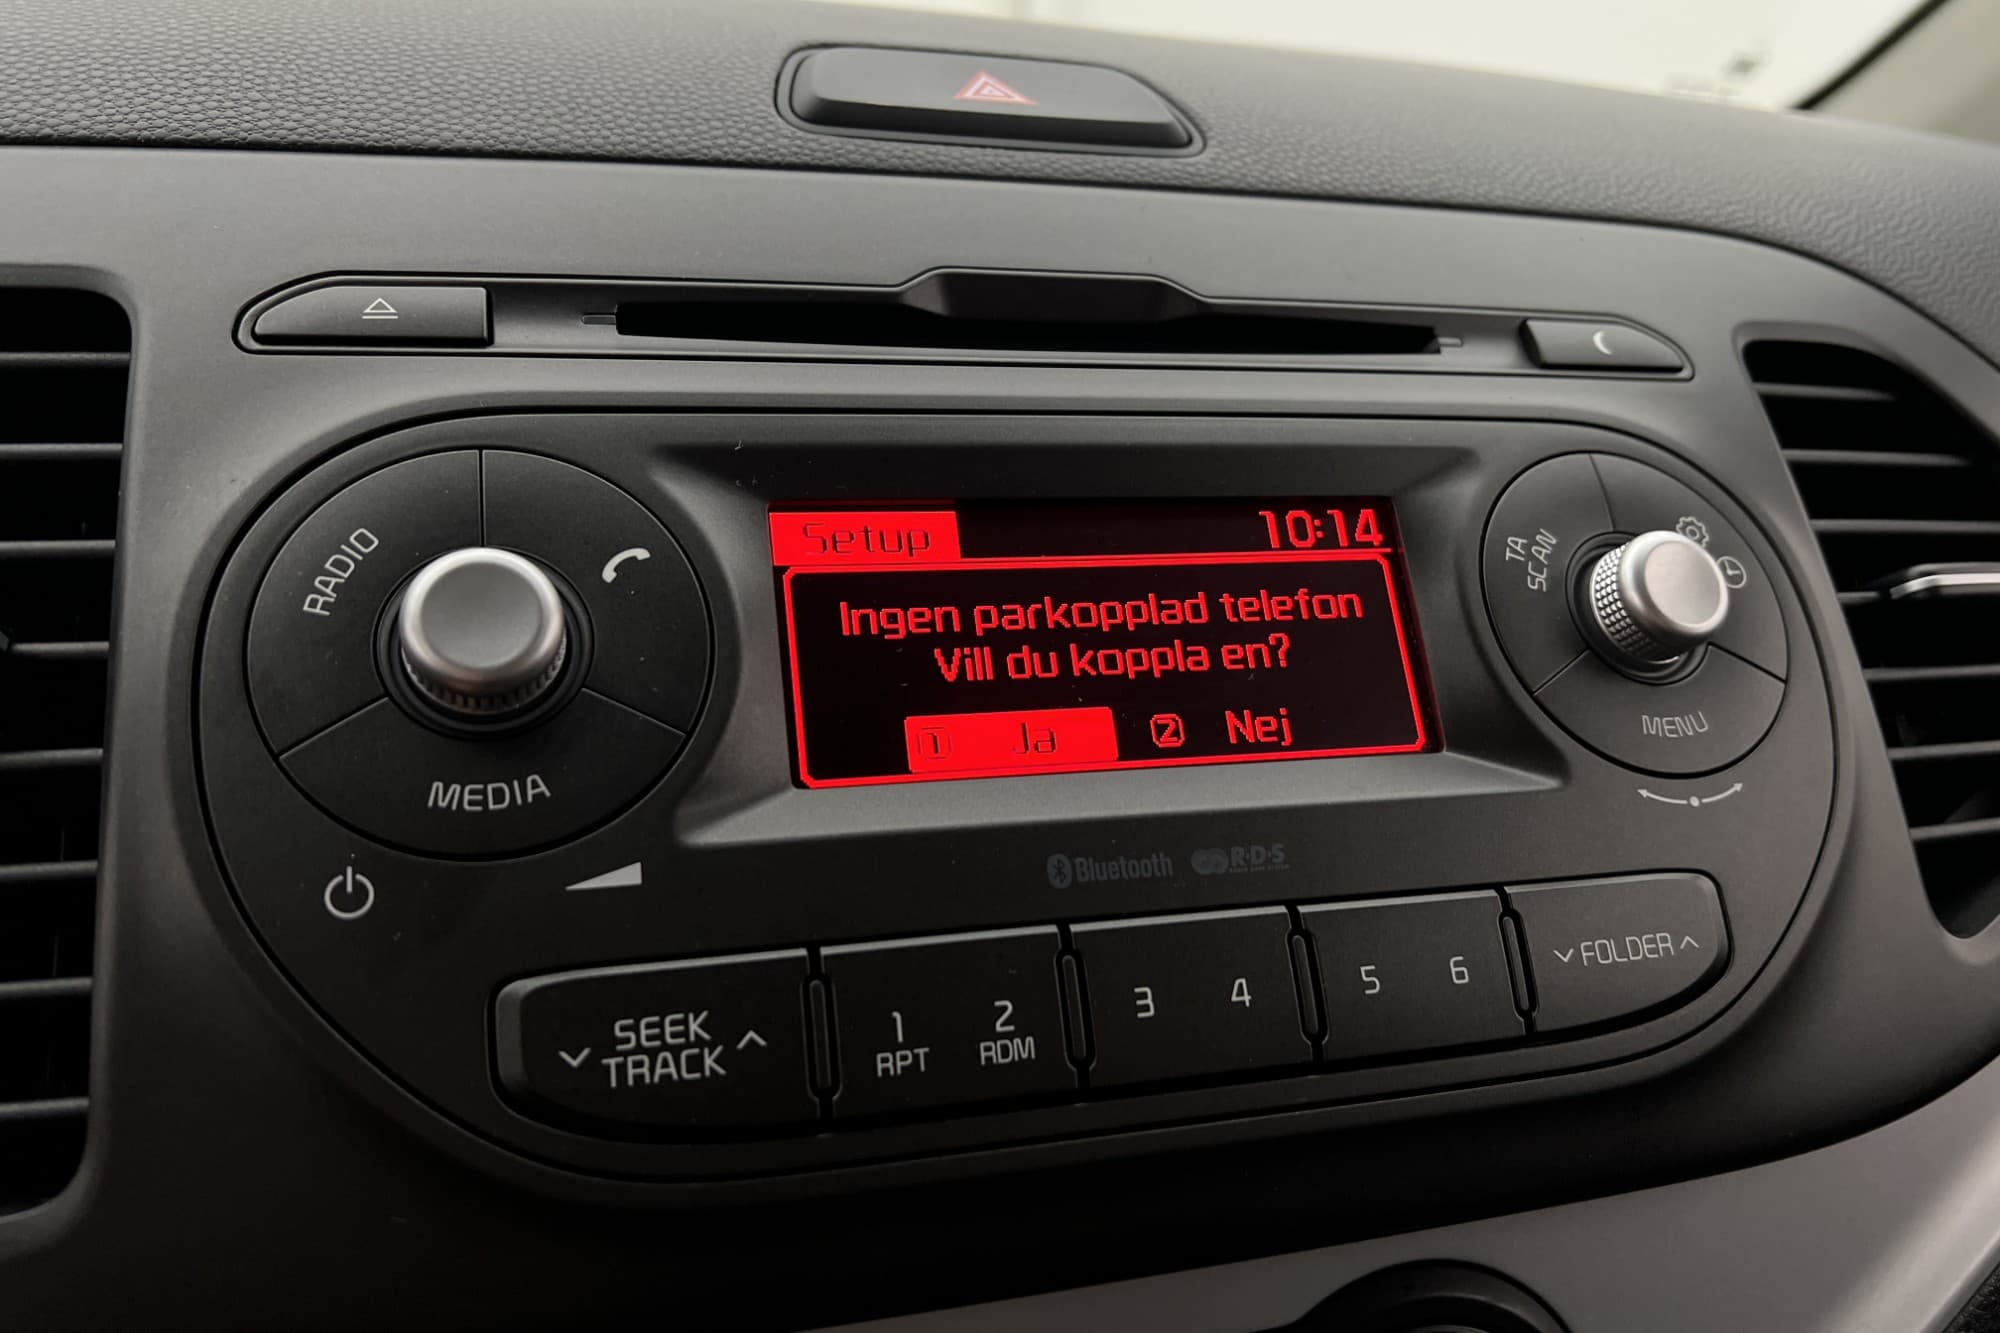 Setup 10:14
Ingen parkopplad telefon
Vill du koppla en?
1 Ja 2 Nej
RADIO
MEDIA
TA
SCAN
MENU
Bluetooth R·D·S
SEEK
TRACK
1
RPT
2
RDM
3 4
5 6
FOLDER